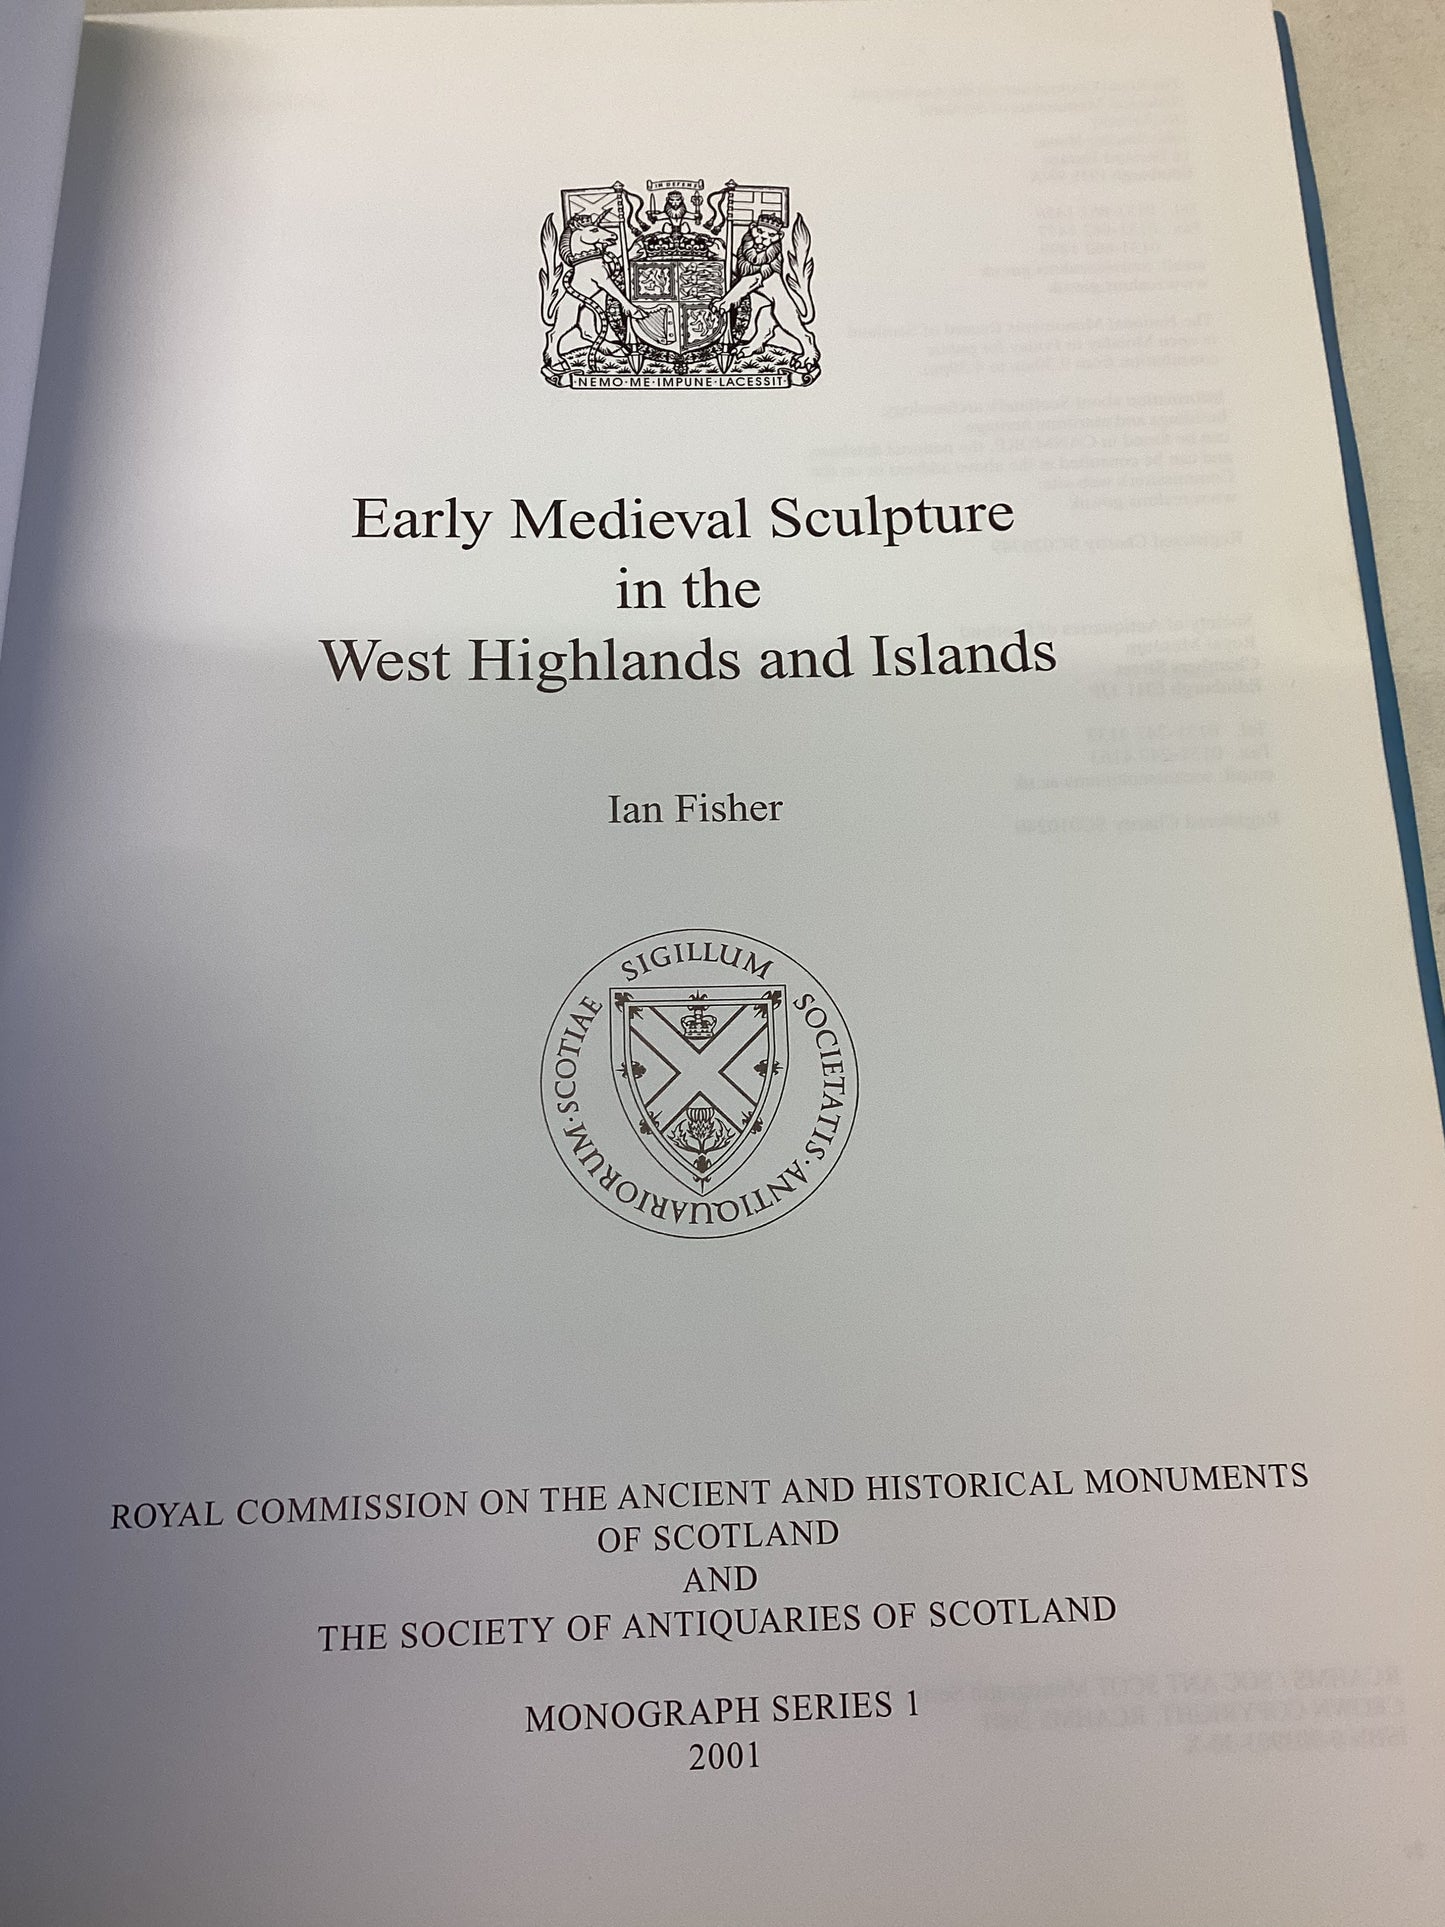 IN DEFENS
·NEMO·ME·IMPUNE·LACESSIT·
Early Medieval Sculpture
in the
West Highlands and Islands
Ian Fisher
SIGILLUM SOCIETATIS·ANTIQUARIORUM·SCOTIAE
ROYAL COMMISSION ON THE ANCIENT AND HISTORICAL MONUMENTS
OF SCOTLAND
AND
THE SOCIETY OF ANTIQUARIES OF SCOTLAND
MONOGRAPH SERIES 1
2001